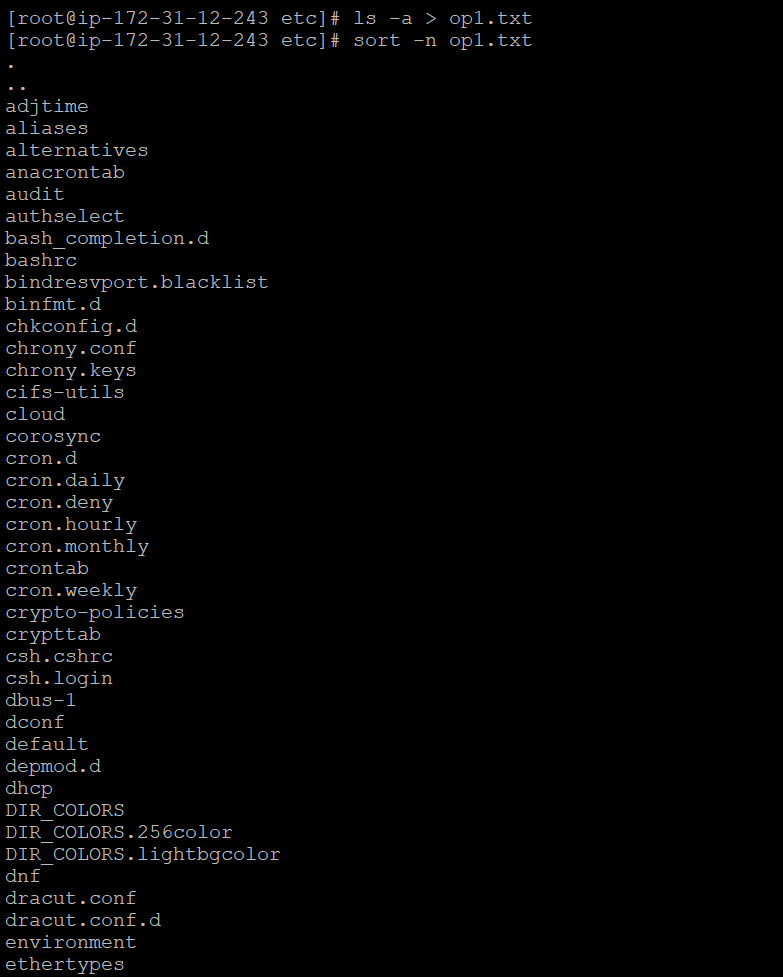 [root@ip-172-31-12-243 etc]# ls -a > op1.txt
[root@ip-172-31-12-243 etc]# sort -n op1.txt
.
..
adjtime
aliases
alternatives
anacrontab
audit
authselect
bash_completion.d
bashrc
bindresvport.blacklist
binfmt.d
chkconfig.d
chrony.conf
chrony.keys
cifs-utils
cloud
corosync
cron.d
cron.daily
cron.deny
cron.hourly
cron.monthly
crontab
cron.weekly
crypto-policies
crypttab
csh.cshrc
csh.login
dbus-1
dconf
default
depmod.d
dhcp
DIR_COLORS
DIR_COLORS.256color
DIR_COLORS.lightbgcolor
dnf
dracut.conf
dracut.conf.d
environment
ethertypes